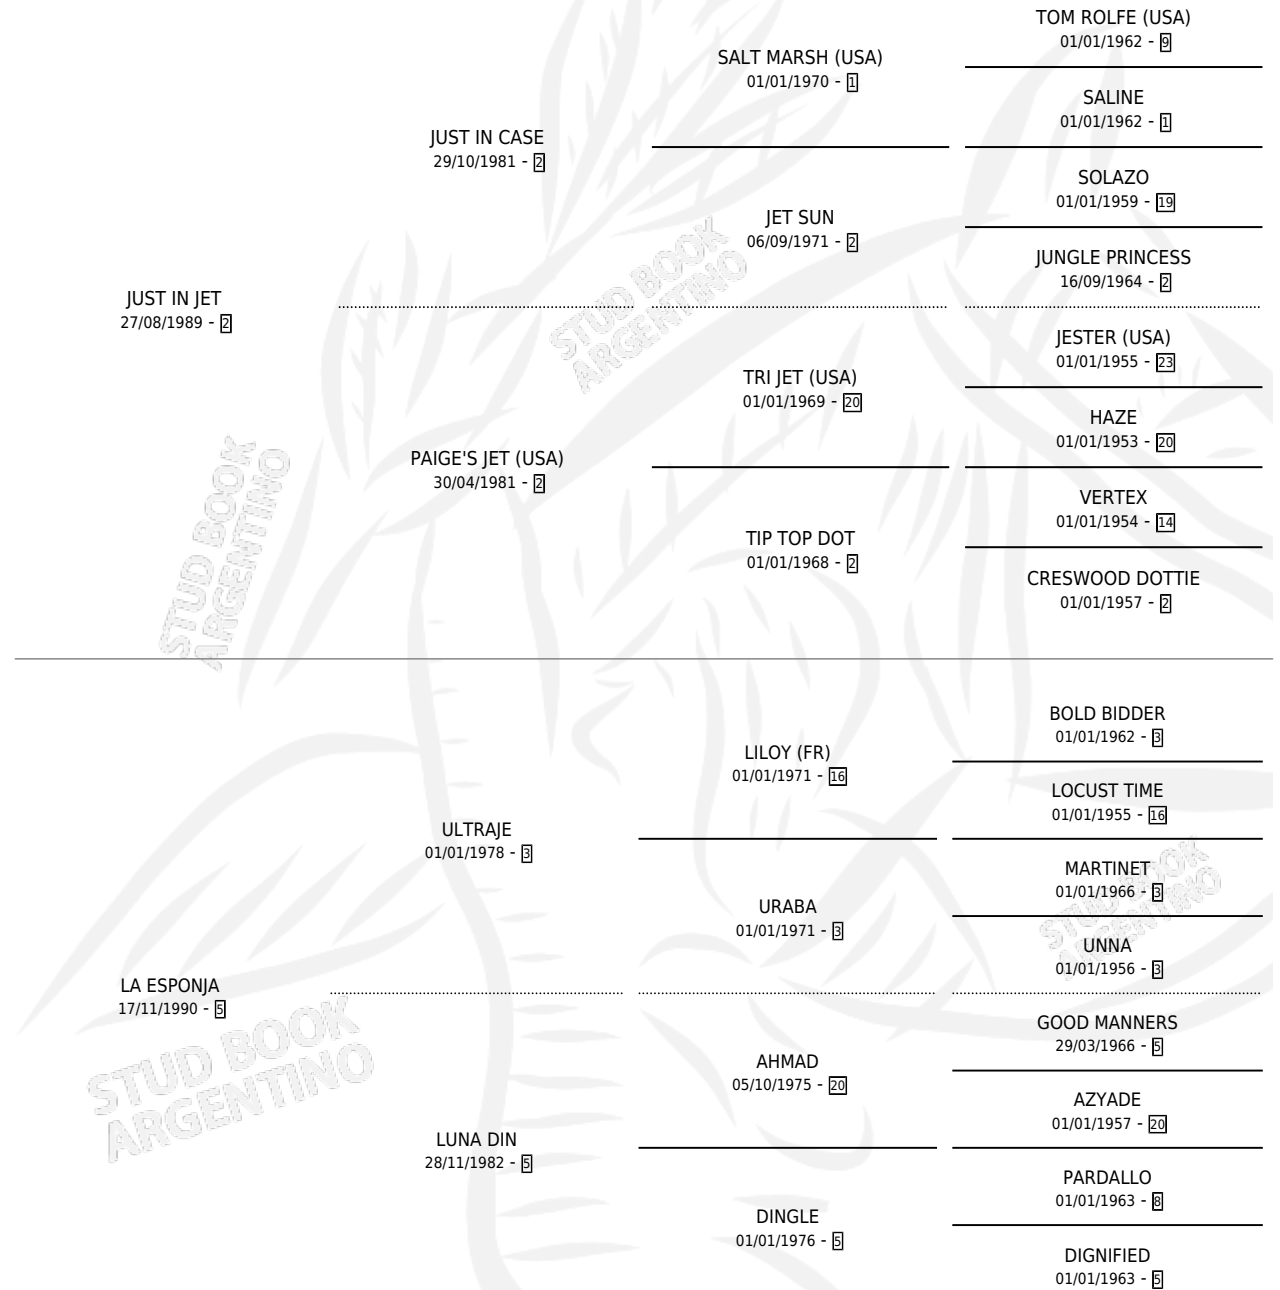 TOM ROLFE (USA)
01/01/1962 - 9
SALT MARSH (USA)
01/01/1970 - 1
SALINE
01/01/1962 - 1
JUST IN CASE
29/10/1981 - 2
SOLAZO
01/01/1959 - 19
JET SUN
06/09/1971 - 2
JUNGLE PRINCESS
16/09/1964 - 2
JUST IN JET
27/08/1989 - 2
JESTER (USA)
01/01/1955 - 23
TRI JET (USA)
01/01/1969 - 20
HAZE
01/01/1953 - 20
PAIGE'S JET (USA)
30/04/1981 - 2
VERTEX
01/01/1954 - 14
TIP TOP DOT
01/01/1968 - 2
CRESWOOD DOTTIE
01/01/1957 - 2
BOLD BIDDER
01/01/1962 - 3
LILOY (FR)
01/01/1971 - 16
LOCUST TIME
01/01/1955 - 16
ULTRAJE
01/01/1978 - 3
MARTINET
01/01/1966 - 3
URABA
01/01/1971 - 3
UNNA
01/01/1956 - 3
LA ESPONJA
17/11/1990 - 5
GOOD MANNERS
29/03/1966 - 5
AHMAD
05/10/1975 - 20
AZYADE
01/01/1957 - 20
LUNA DIN
28/11/1982 - 5
PARDALLO
01/01/1963 - 8
DINGLE
01/01/1976 - 5
DIGNIFIED
01/01/1963 - 5
STUD BOOK
ARGENTINO
STUD BOOK
ARGENTINO
STUD BOOK
ARGENTINO
STUD BOOK
ARGENTINO